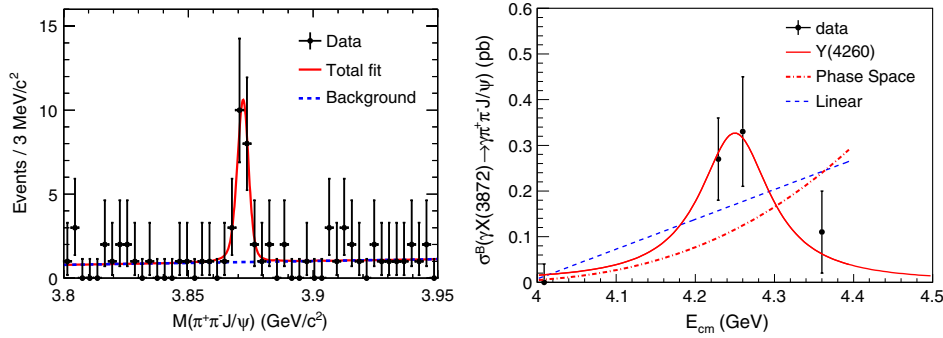 Events / 3 MeV/c²
15
10
5
0
Data
Total fit
Background
3.8
3.85
3.9
3.95
M(π⁺π⁻J/ψ) (GeV/c²)
σᴮ(γX(3872)→γπ⁺π⁻J/ψ) (pb)
0.6
0.5
0.4
0.3
0.2
0.1
0
data
Y(4260)
Phase Space
Linear
4
4.1
4.2
4.3
4.4
4.5
E_cm (GeV)